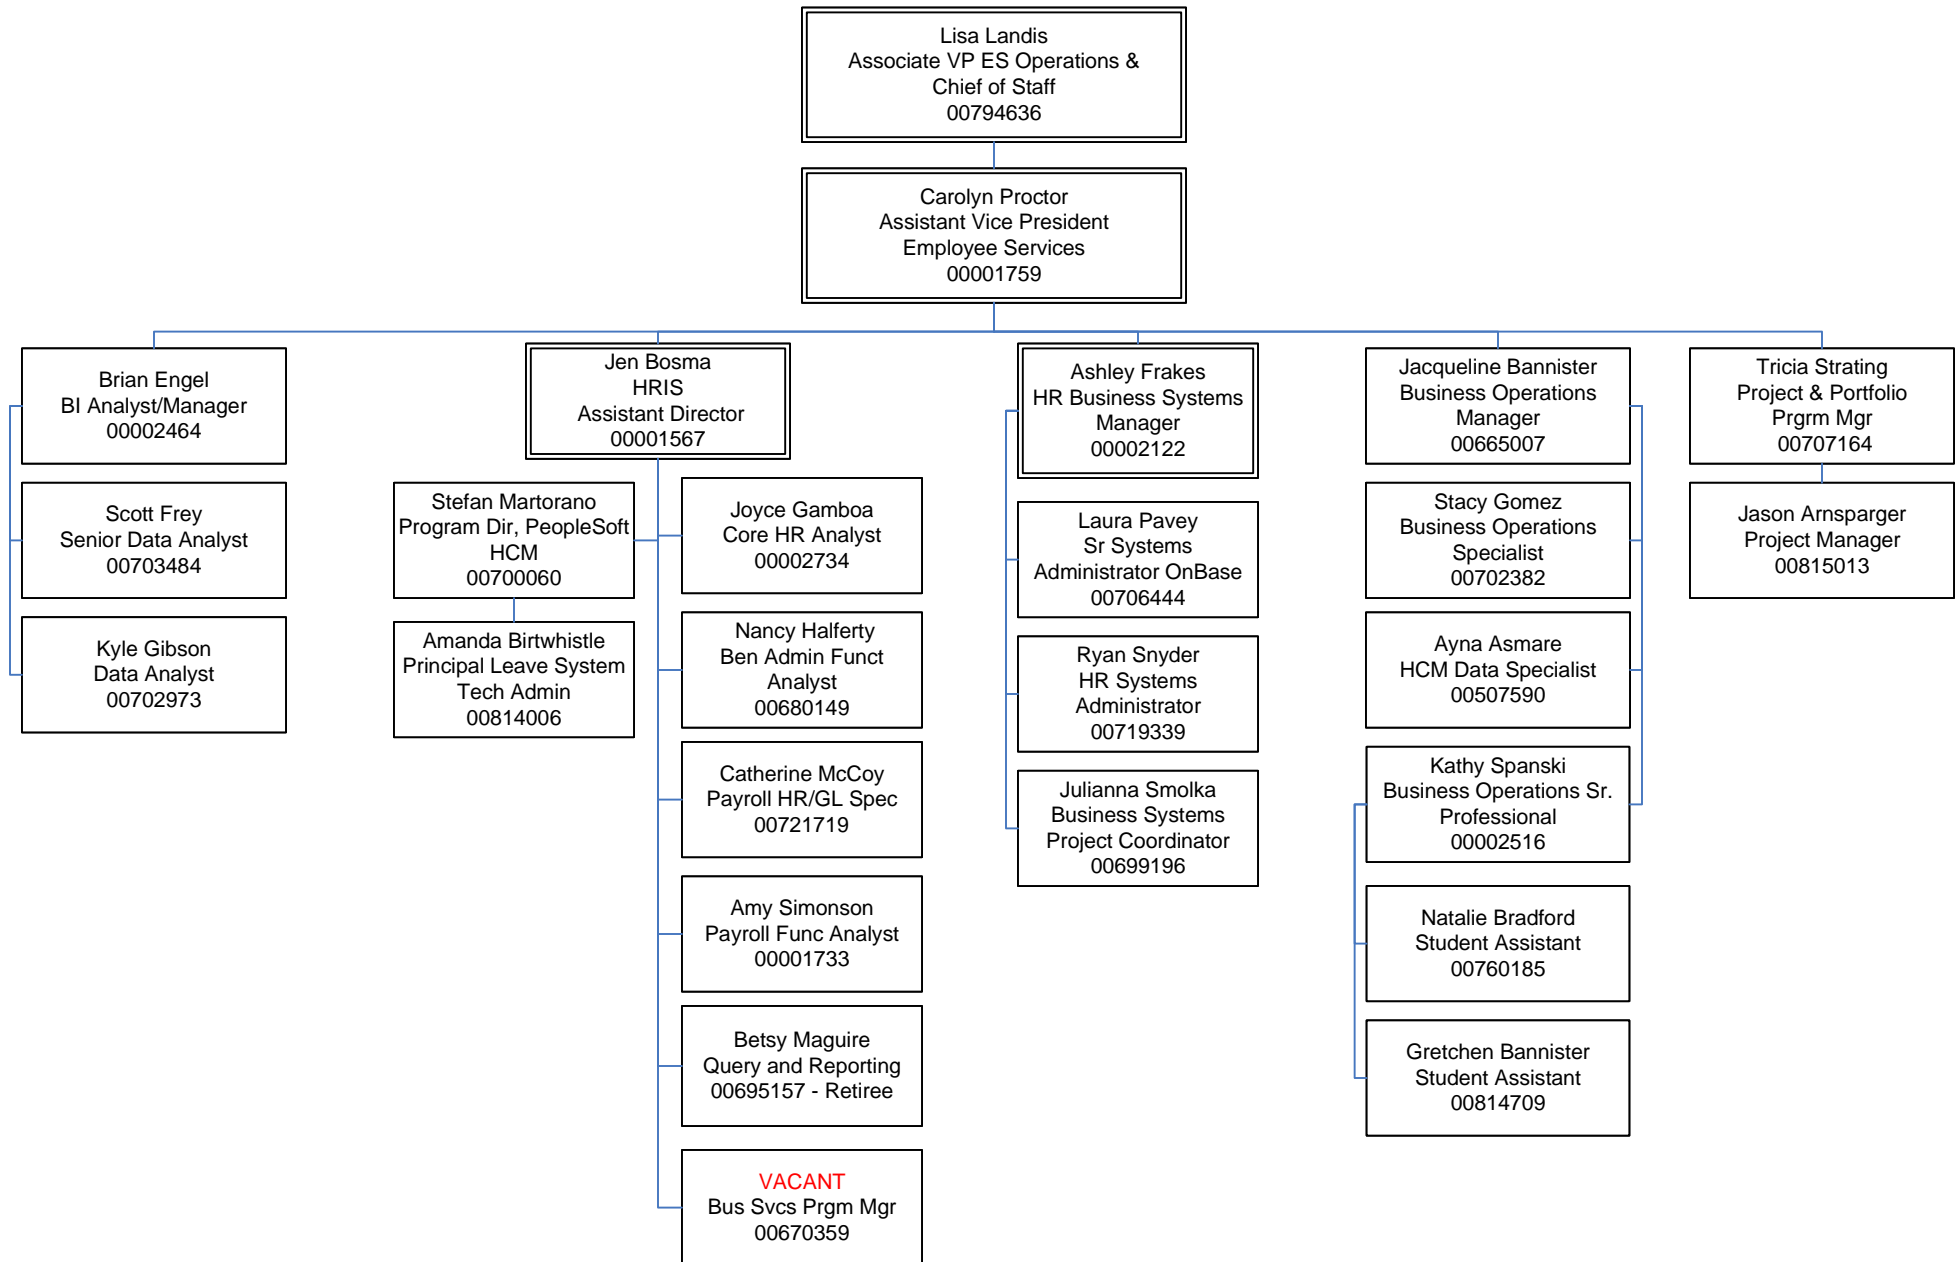 Lisa Landis
Associate VP ES Operations &
Chief of Staff
00794636
Carolyn Proctor
Assistant Vice President
Employee Services
00001759
Brian Engel
BI Analyst/Manager
00002464
Scott Frey
Senior Data Analyst
00703484
Kyle Gibson
Data Analyst
00702973
Jen Bosma
HRIS
Assistant Director
00001567
Stefan Martorano
Program Dir, PeopleSoft
HCM
00700060
Amanda Birtwhistle
Principal Leave System
Tech Admin
00814006
Joyce Gamboa
Core HR Analyst
00002734
Nancy Halferty
Ben Admin Funct
Analyst
00680149
Catherine McCoy
Payroll HR/GL Spec
00721719
Amy Simonson
Payroll Func Analyst
00001733
Betsy Maguire
Query and Reporting
00695157 - Retiree
VACANT
Bus Svcs Prgm Mgr
00670359
Ashley Frakes
HR Business Systems
Manager
00002122
Laura Pavey
Sr Systems
Administrator OnBase
00706444
Ryan Snyder
HR Systems
Administrator
00719339
Julianna Smolka
Business Systems
Project Coordinator
00699196
Jacqueline Bannister
Business Operations
Manager
00665007
Stacy Gomez
Business Operations
Specialist
00702382
Ayna Asmare
HCM Data Specialist
00507590
Kathy Spanski
Business Operations Sr.
Professional
00002516
Natalie Bradford
Student Assistant
00760185
Gretchen Bannister
Student Assistant
00814709
Tricia Strating
Project & Portfolio
Prgrm Mgr
00707164
Jason Arnsparger
Project Manager
00815013